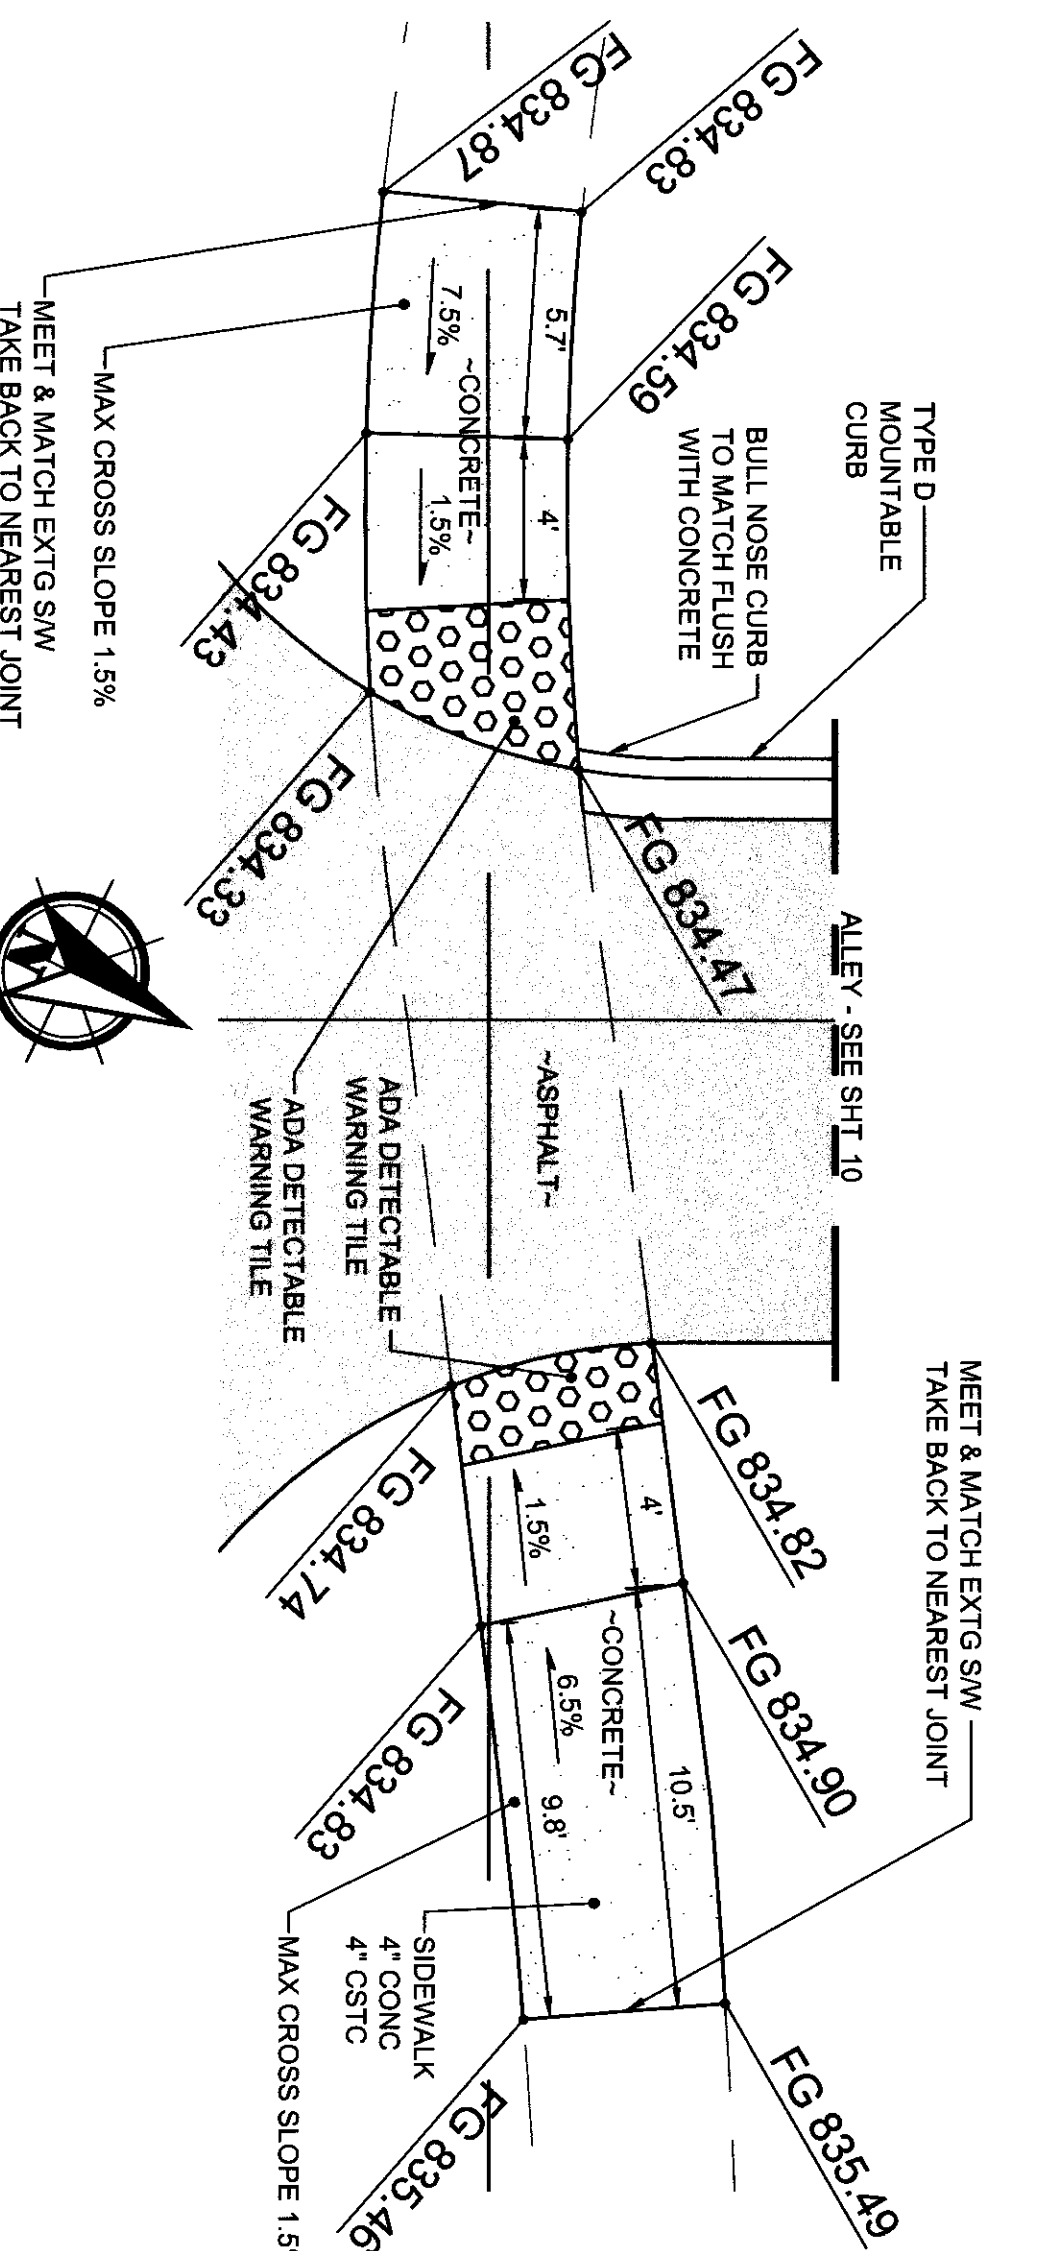 FG 834.87
FG 834.83
FG 834.59
TYPE D
MOUNTABLE
CURB
BULL NOSE CURB
TO MATCH FLUSH
WITH CONCRETE
5.7'
7.5%
~CONCRETE~
4'
1.5%
MAX CROSS SLOPE 1.5%
MEET & MATCH EXTG S/W
TAKE BACK TO NEAREST JOINT
FG 834.43
FG 834.33
FG 834.47
ALLEY - SEE SHT 10
~ASPHALT~
ADA DETECTABLE
WARNING TILE
ADA DETECTABLE
WARNING TILE
N
MEET & MATCH EXTG S/W
TAKE BACK TO NEAREST JOINT
FG 834.82
FG 834.74
4'
1.5%
FG 834.90
FG 834.83
~CONCRETE~
6.5%
10.5'
9.8'
SIDEWALK
4" CONC
4" CSTC
MAX CROSS SLOPE 1.5%
FG 835.49
FG 835.46